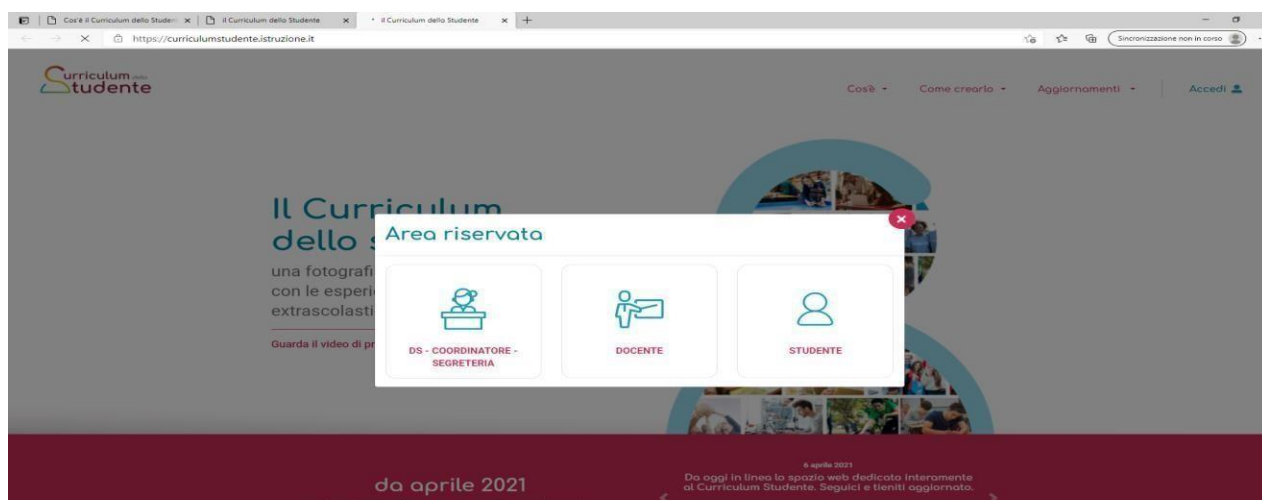 Cos'è il Curriculum dello Studen
il Curriculum dello Studente
il Curriculum dello Studente
https://curriculumstudente.istruzione.it
Sincronizzazione non in corso
Curriculum dello
Studente
Cos'è
Come crearlo
Aggiornamenti
Accedi
Il Curriculum
dello s
una fotografi
con le esperi
extrascolasti
Guarda il video di pr
Area riservata
DS - COORDINATORE -
SEGRETERIA
DOCENTE
STUDENTE
da aprile 2021
6 aprile 2021
Da oggi in linea lo spazio web dedicato interamente
al Curriculum Studente. Seguici e tieniti aggiornato.